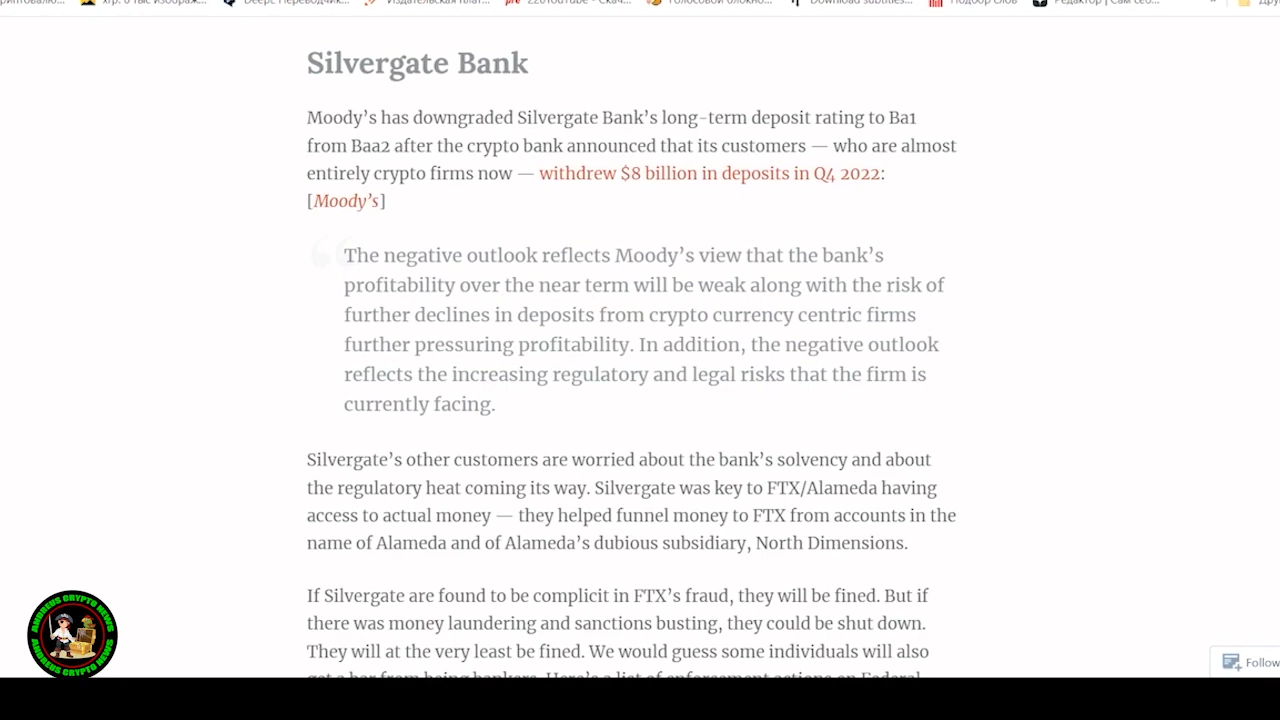 Silvergate Bank
Moody’s has downgraded Silvergate Bank’s long-term deposit rating to Ba1
from Baa2 after the crypto bank announced that its customers — who are almost
entirely crypto firms now — withdrew $8 billion in deposits in Q4 2022:
[Moody’s]
The negative outlook reflects Moody’s view that the bank’s
profitability over the near term will be weak along with the risk of
further declines in deposits from crypto currency centric firms
further pressuring profitability. In addition, the negative outlook
reflects the increasing regulatory and legal risks that the firm is
currently facing.
Silvergate’s other customers are worried about the bank’s solvency and about
the regulatory heat coming its way. Silvergate was key to FTX/Alameda having
access to actual money — they helped funnel money to FTX from accounts in the
name of Alameda and of Alameda’s dubious subsidiary, North Dimensions.
If Silvergate are found to be complicit in FTX’s fraud, they will be fined. But if
there was money laundering and sanctions busting, they could be shut down.
They will at the very least be fined. We would guess some individuals will also
ANDREUS CRYPTO NEWS
ANDREUS CRYPTO NEWS
Follow